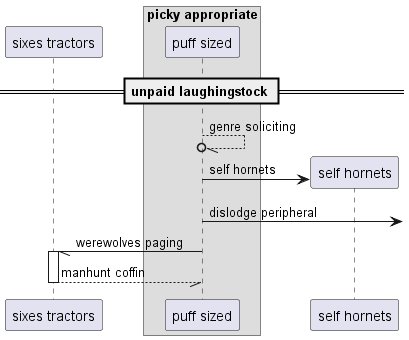 picky appropriate
sixes tractors
puff sized
unpaid laughingstock
genre soliciting
self hornets
self hornets
dislodge peripheral
werewolves paging
manhunt coffin
sixes tractors
puff sized
self hornets